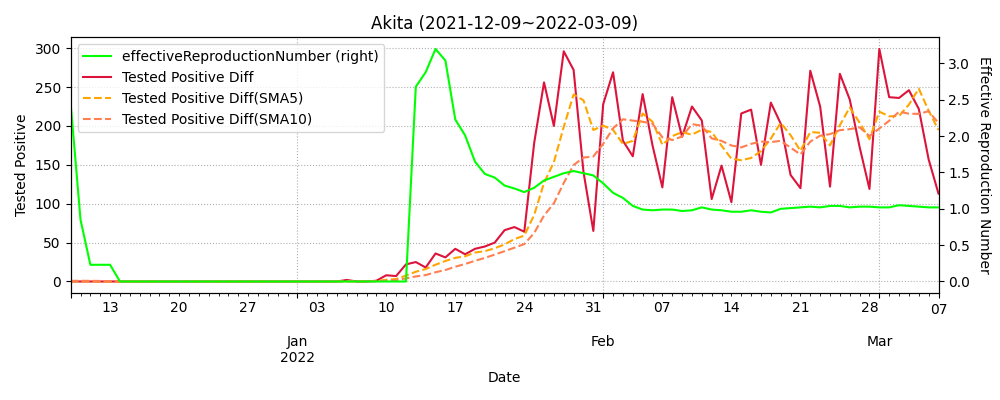 Akita (2021-12-09~2022-03-09)
effectiveReproductionNumber (right)
Tested Positive Diff
Tested Positive Diff(SMA5)
Tested Positive Diff(SMA10)
Tested Positive
300
250
200
150
100
50
0
3.0
2.5
2.0
1.5
1.0
0.5
0.0
Effective Reproduction Number
13 20 27 03 10 17 24 31 07 14 21 28 07
Jan Feb Mar
2022
Date